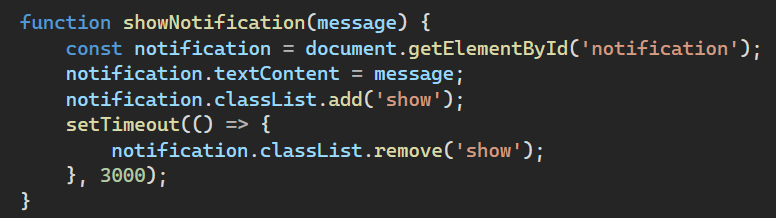 function showNotification(message) {
    const notification = document.getElementById('notification');
    notification.textContent = message;
    notification.classList.add('show');
    setTimeout(() => {
        notification.classList.remove('show');
    }, 3000);
}